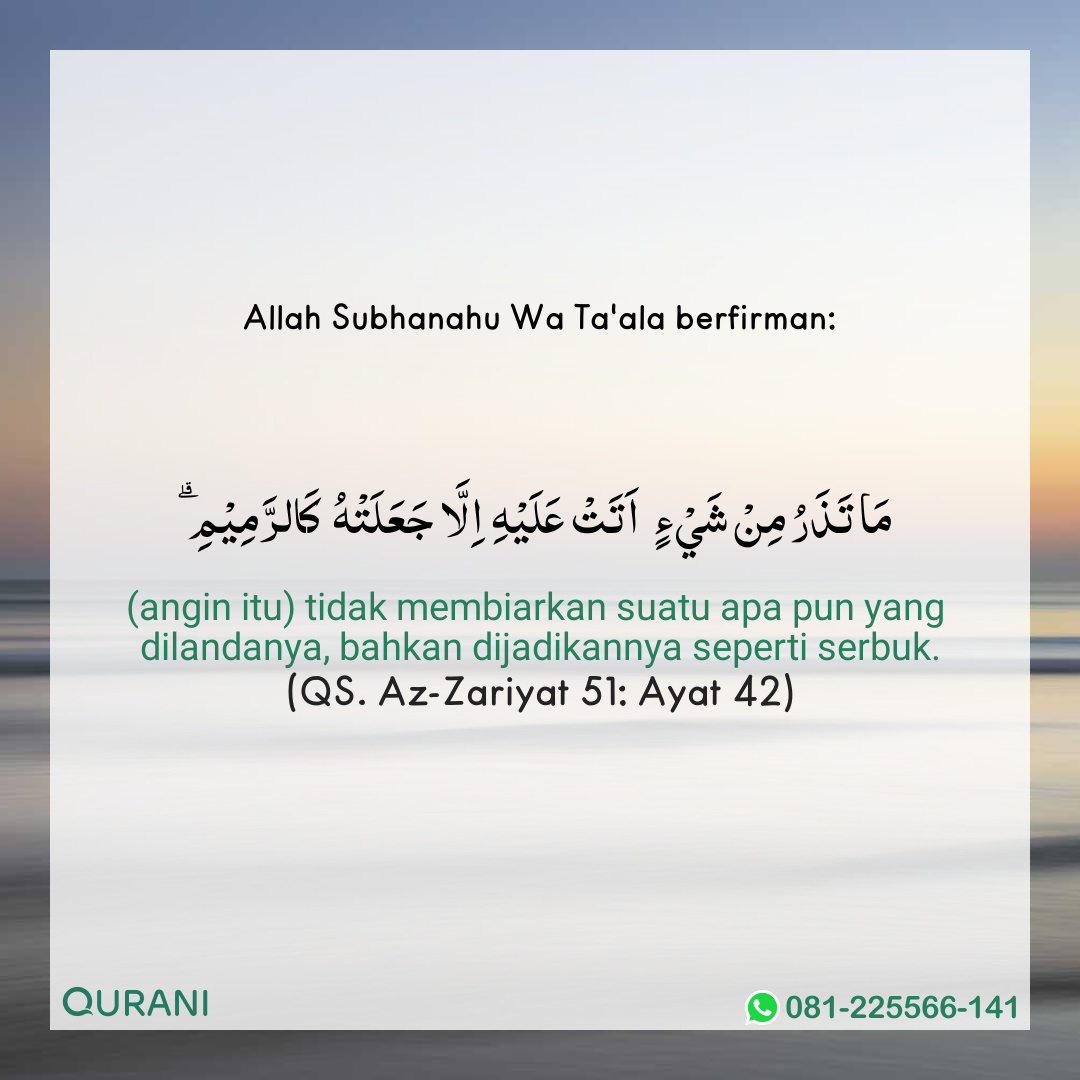 Allah Subhanahu Wa Ta'ala berfirman:
مَا تَذَرُ مِنْ شَيْءٍ اَتَتْ عَلَيْهِ اِلَّا جَعَلَتْهُ كَالرَّمِيْمِۗ
(angin itu) tidak membiarkan suatu apa pun yang
dilandanya, bahkan dijadikannya seperti serbuk.
(QS. Az-Zariyat 51: Ayat 42)
QURANI
081-225566-141